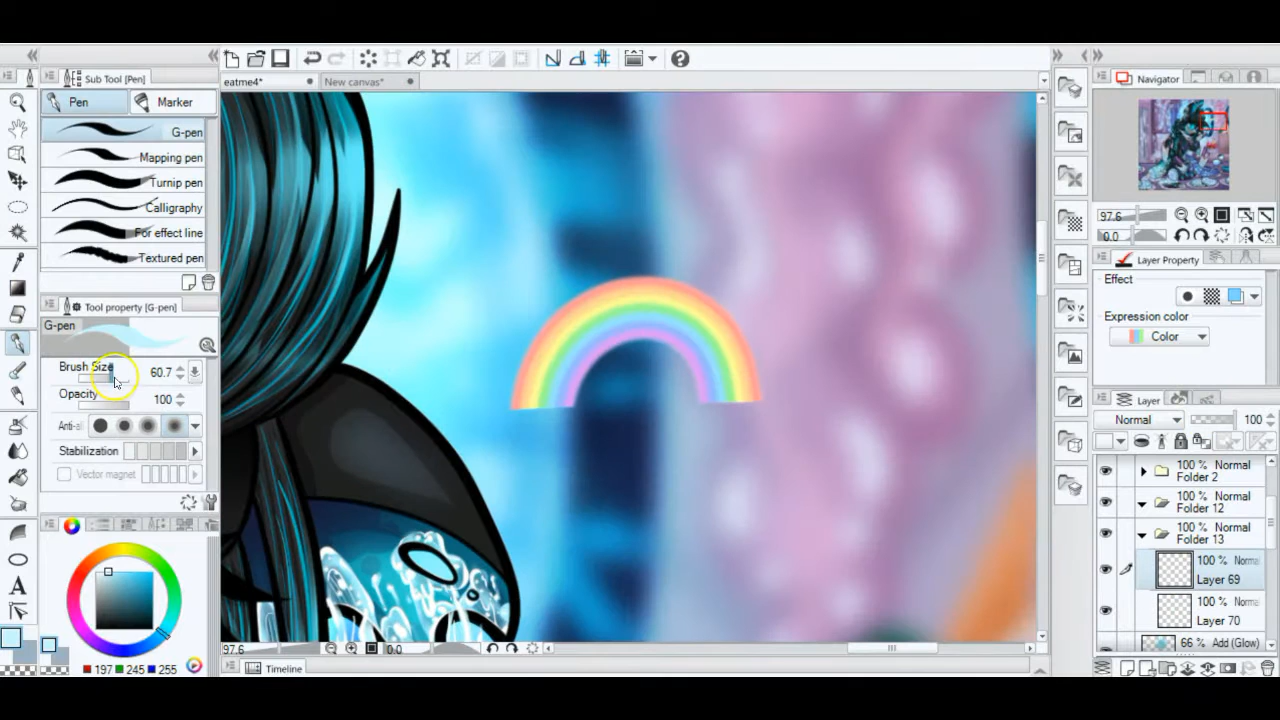 Sub Tool [Pen]
eatme4*
New canvas*
Navigator
Pen
Marker
G-pen
Mapping pen
Turnip pen
Calligraphy
For effect line
Textured pen
97.6
0.0
Layer Property
Effect
Expression color
Color
Tool property [G-pen]
G-pen
Brush Size
60.7
Opacity
100
Anti-a
Stabilization
Vector magnet
Layer
Normal
100
100 % Normal
Folder 2
100 % Normal
Folder 12
100 % Normal
Folder 13
100 % Norma
Layer 69
100 % Norma
Layer 70
66 % Add (Glow)
A
197
245
255
97.6
0.0
Timeline